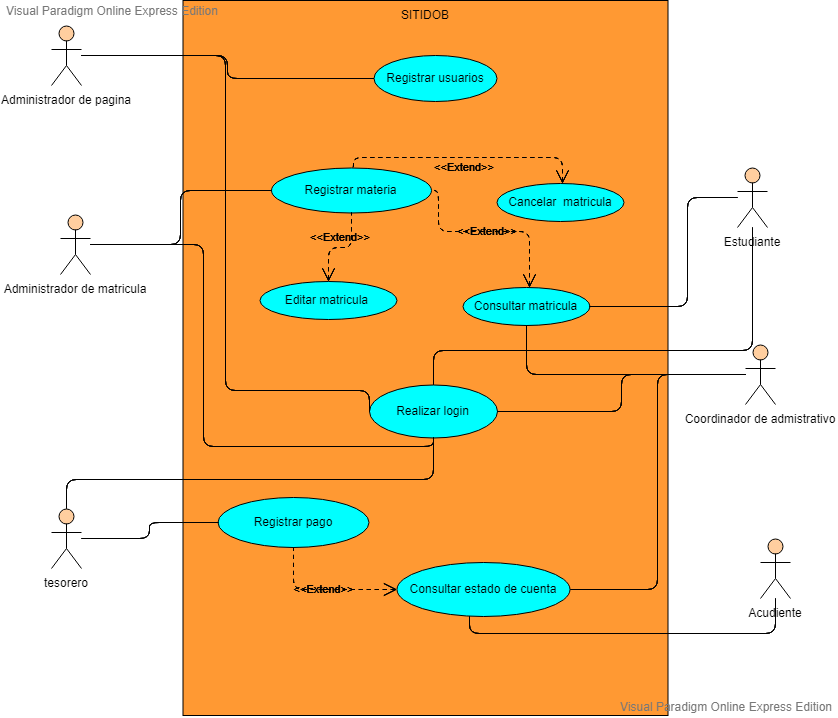 Visual Paradigm Online Express Edition
SITIDOB
Administrador de pagina
Registrar usuarios
<<Extend>>
Registrar materia
Cancelar matricula
Estudiante
Administrador de matricula
<<Extend>>
<<Extend>>
Editar matricula
Consultar matricula
Realizar login
Coordinador de admistrativo
Registrar pago
tesorero
<<Extend>>
Consultar estado de cuenta
Acudiente
Visual Paradigm Online Express Edition